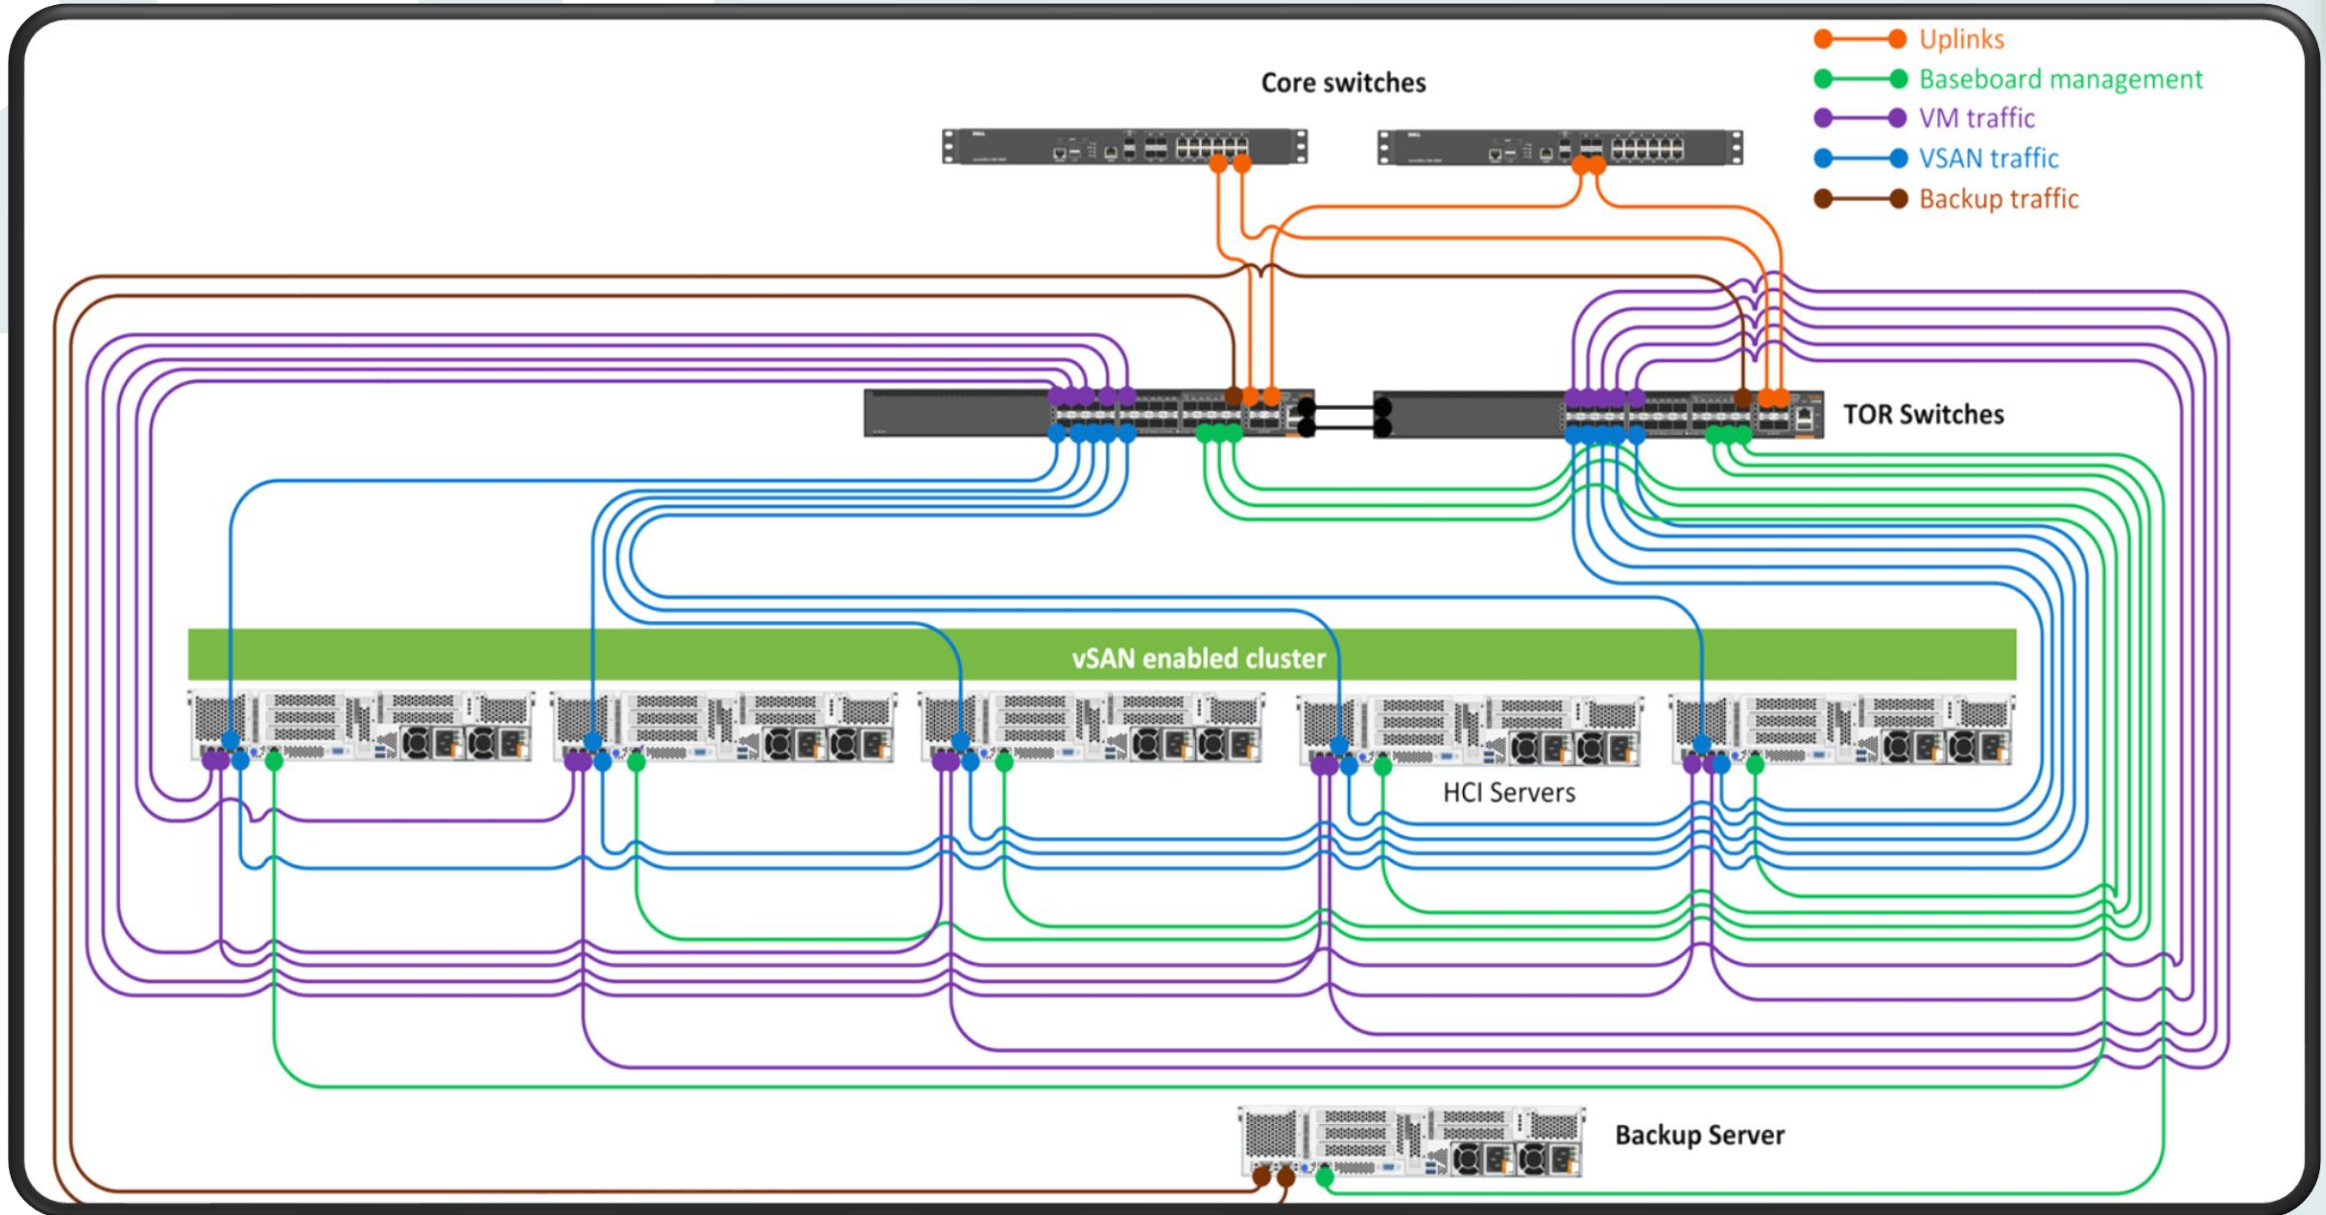 Uplinks
Core switches
Baseboard management
VM traffic
VSAN traffic
Backup traffic
TOR Switches
vSAN enabled cluster
HCI Servers
Backup Server